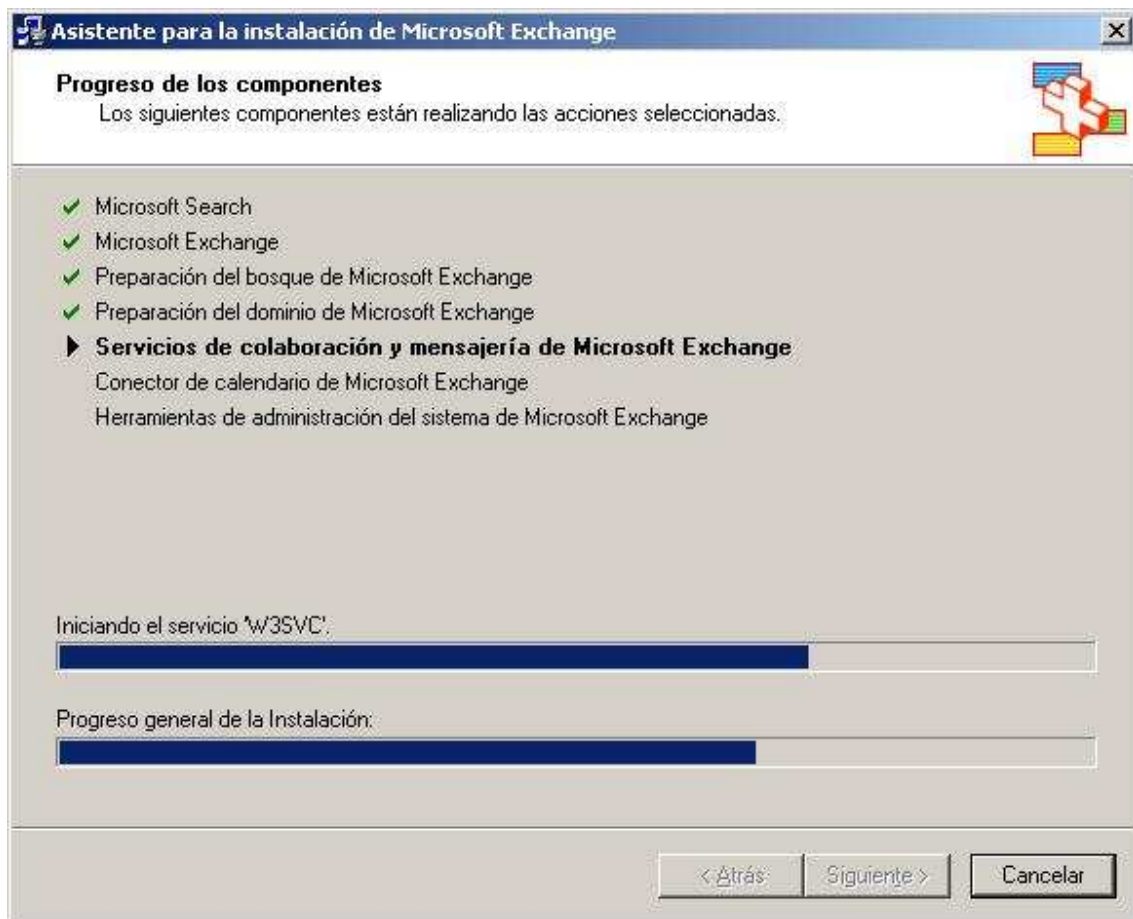 Asistente para la instalación de Microsoft Exchange
Progreso de los componentes
Los siguientes componentes están realizando las acciones seleccionadas.
Microsoft Search
Microsoft Exchange
Preparación del bosque de Microsoft Exchange
Preparación del dominio de Microsoft Exchange
Servicios de colaboración y mensajería de Microsoft Exchange
Conector de calendario de Microsoft Exchange
Herramientas de administración del sistema de Microsoft Exchange
Iniciando el servicio 'W3SVC'.
Progreso general de la Instalación:
< Atrás Siguiente > Cancelar